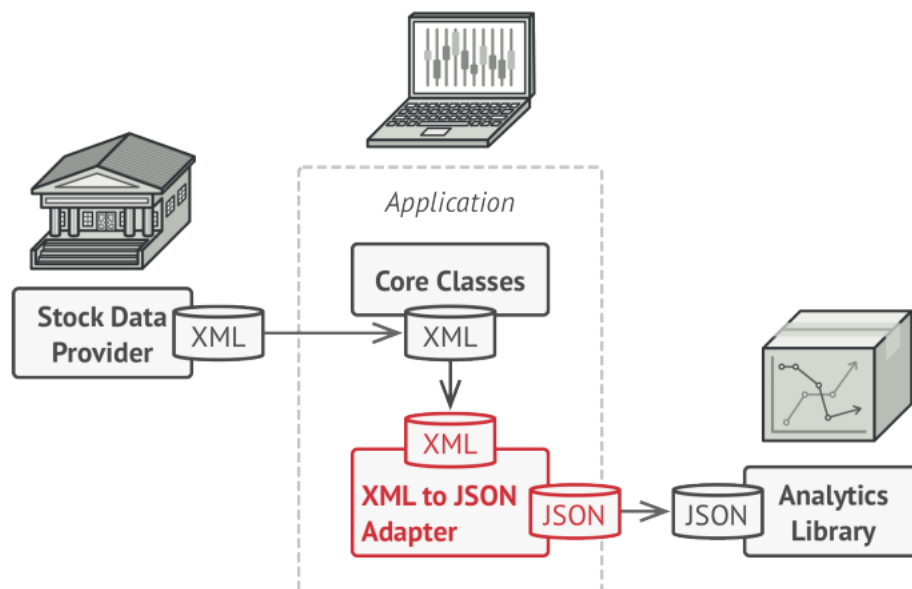 Application
Core Classes
Stock Data
Provider
XML
XML
XML
XML to JSON
Adapter
JSON
JSON
Analytics
Library